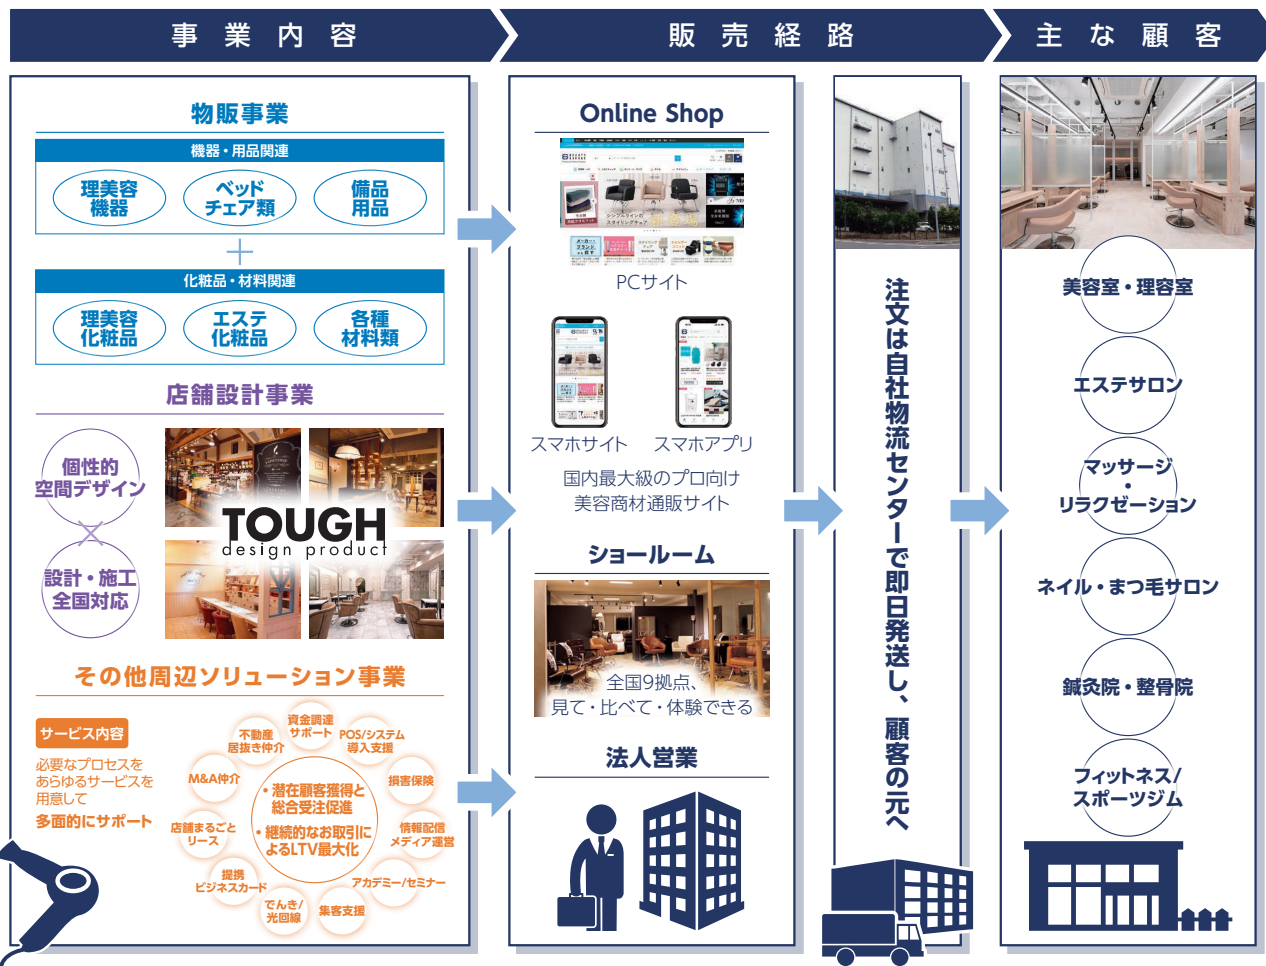 事業内容
販売経路
主な顧客
物販事業
機器・用品関連
理美容
機器
ベッド
チェア類
備品
用品
化粧品・材料関連
理美容
化粧品
エステ
化粧品
各種
材料類
店舗設計事業
個性的
空間デザイン
設計・施工
全国対応
TOUGH
design product
その他周辺ソリューション事業
サービス内容
必要なプロセスを
あらゆるサービスを
用意して
多面的にサポート
資金調達
サポート
POS/システム
導入支援
損害保険
情報配信
メディア運営
アカデミー/セミナー
集客支援
でんき/
光回線
提携
ビジネスカード
店舗まるごと
リース
M&A仲介
不動産
居抜き仲介
・潜在顧客獲得と
総合受注促進
・継続的なお取引に
よるLTV最大化
Online Shop
PCサイト
スマホサイト
スマホアプリ
国内最大級のプロ向け
美容商材通販サイト
ショールーム
全国9拠点、
見て・比べて・体験できる
法人営業
注文は自社物流センターで即日発送し、顧客の元へ
美容室・理容室
エステサロン
マッサージ
・
リラクゼーション
ネイル・まつ毛サロン
鍼灸院・整骨院
フィットネス/
スポーツジム